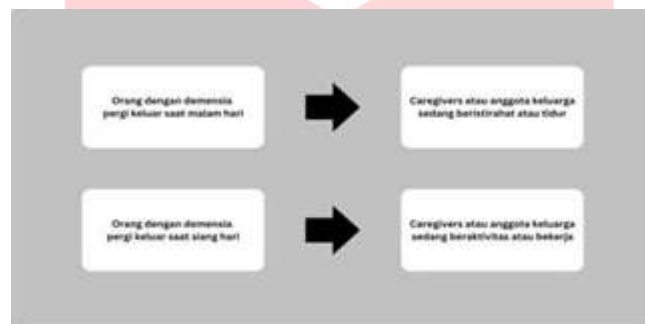 Orang dengan demensia
pergi keluar saat malam hari
Caregivers atau anggota keluarga
sedang beristirahat atau tidur
Orang dengan demensia
pergi keluar saat siang hari
Caregivers atau anggota keluarga
sedang beraktivitas atau bekerja